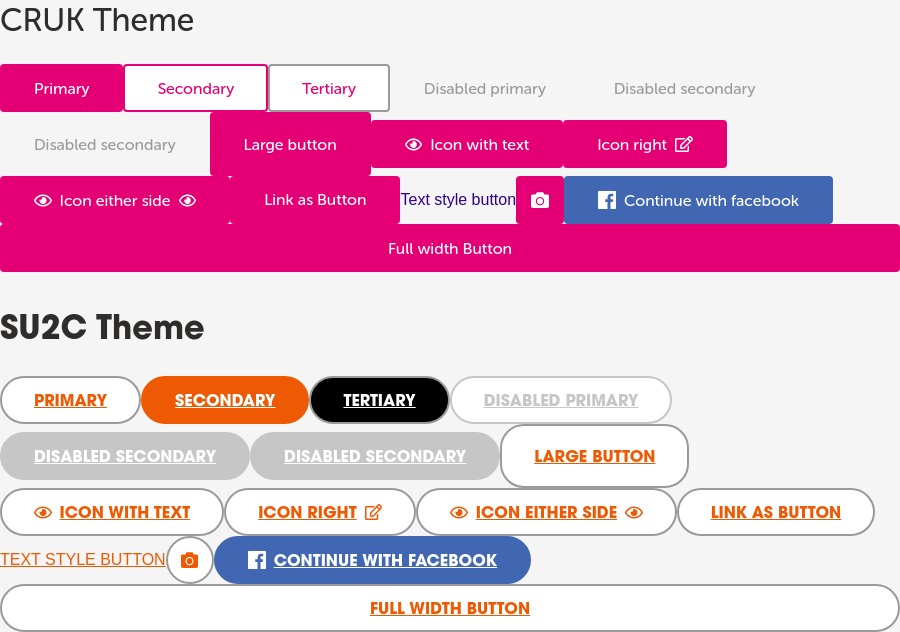 CRUK Theme
Primary Secondary Tertiary Disabled primary Disabled secondary
Disabled secondary Large button Icon with text Icon right
Icon either side Link as Button Text style button Continue with facebook
Full width Button
SU2C Theme
PRIMARY SECONDARY TERTIARY DISABLED PRIMARY
DISABLED SECONDARY DISABLED SECONDARY LARGE BUTTON
ICON WITH TEXT ICON RIGHT ICON EITHER SIDE LINK AS BUTTON
TEXT STYLE BUTTON CONTINUE WITH FACEBOOK
FULL WIDTH BUTTON